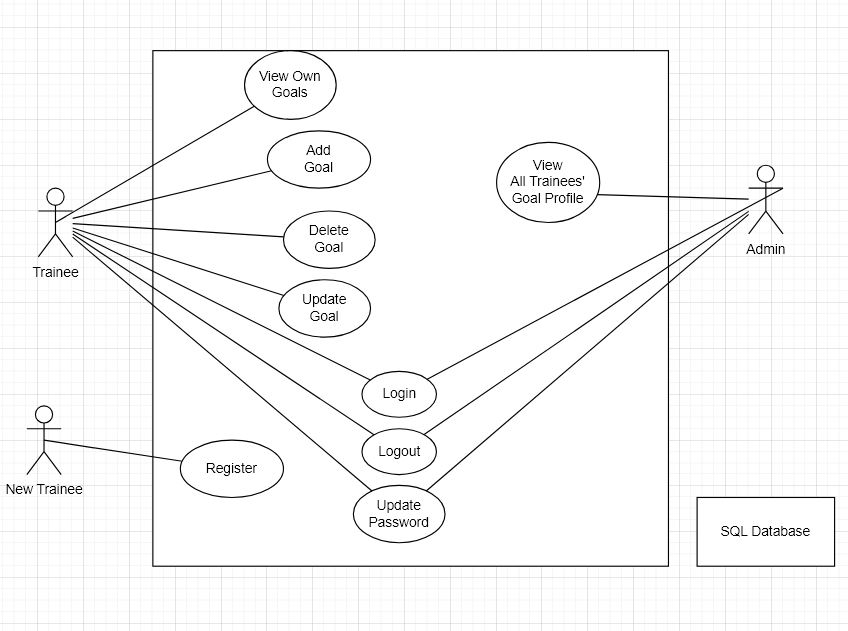 View Own
Goals
Add
Goal
View
All Trainees'
Goal Profile
Delete
Goal
Trainee
Admin
Update
Goal
Login
Logout
Register
New Trainee
Update
Password
SQL Database